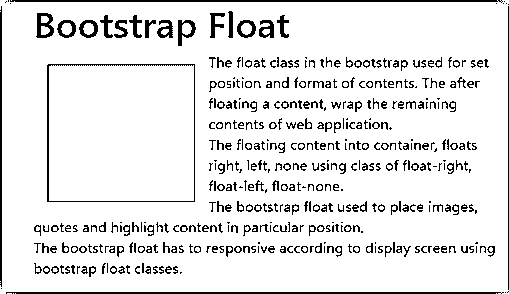 Bootstrap Float
The float class in the bootstrap used for set
position and format of contents. The after
floating a content, wrap the remaining
contents of web application.
The floating content into container, floats
right, left, none using class of float-right,
float-left, float-none.
The bootstrap float used to place images,
quotes and highlight content in particular position.
The bootstrap float has to responsive according to display screen using
bootstrap float classes.